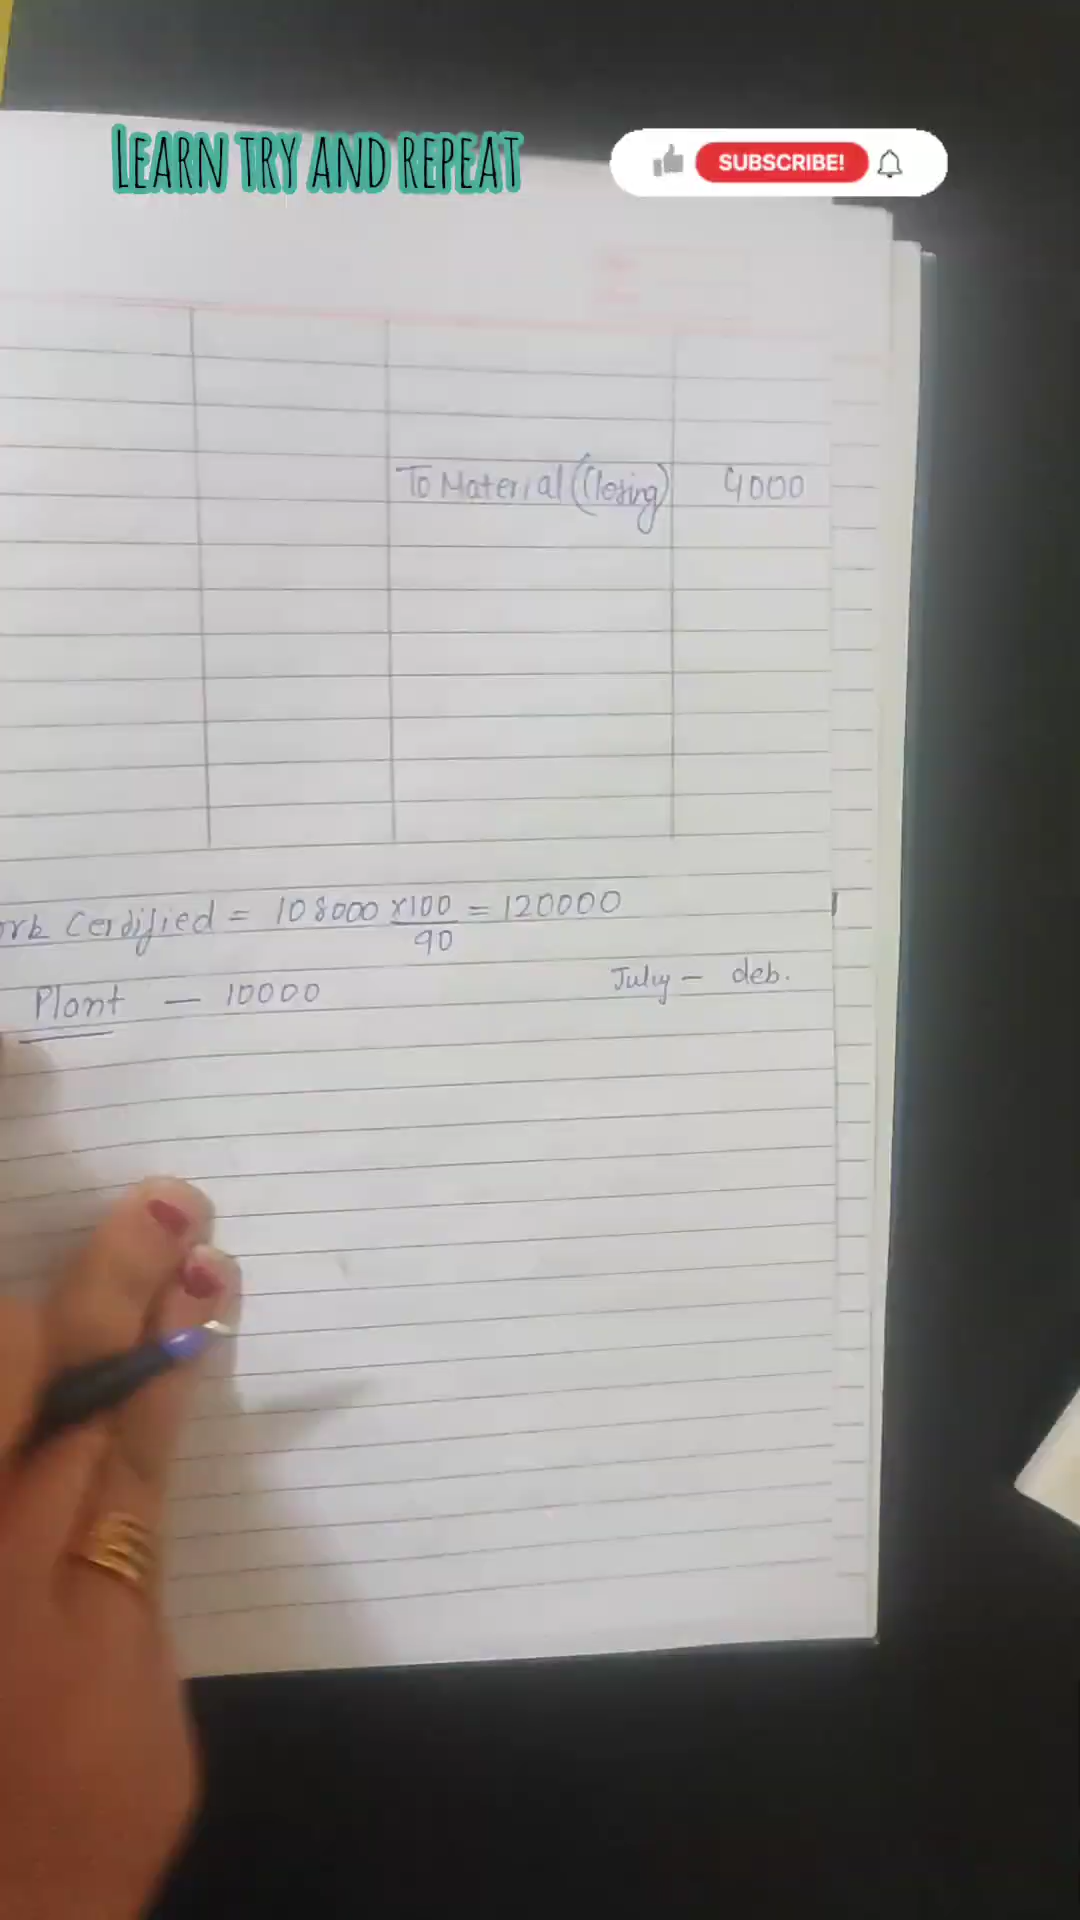 LEARN TRY AND REPEAT
SUBSCRIBE!
To Material (Closing) 4000
Cerdified = 108000 x100 = 120000
90
Plant — 10000 July — deb.